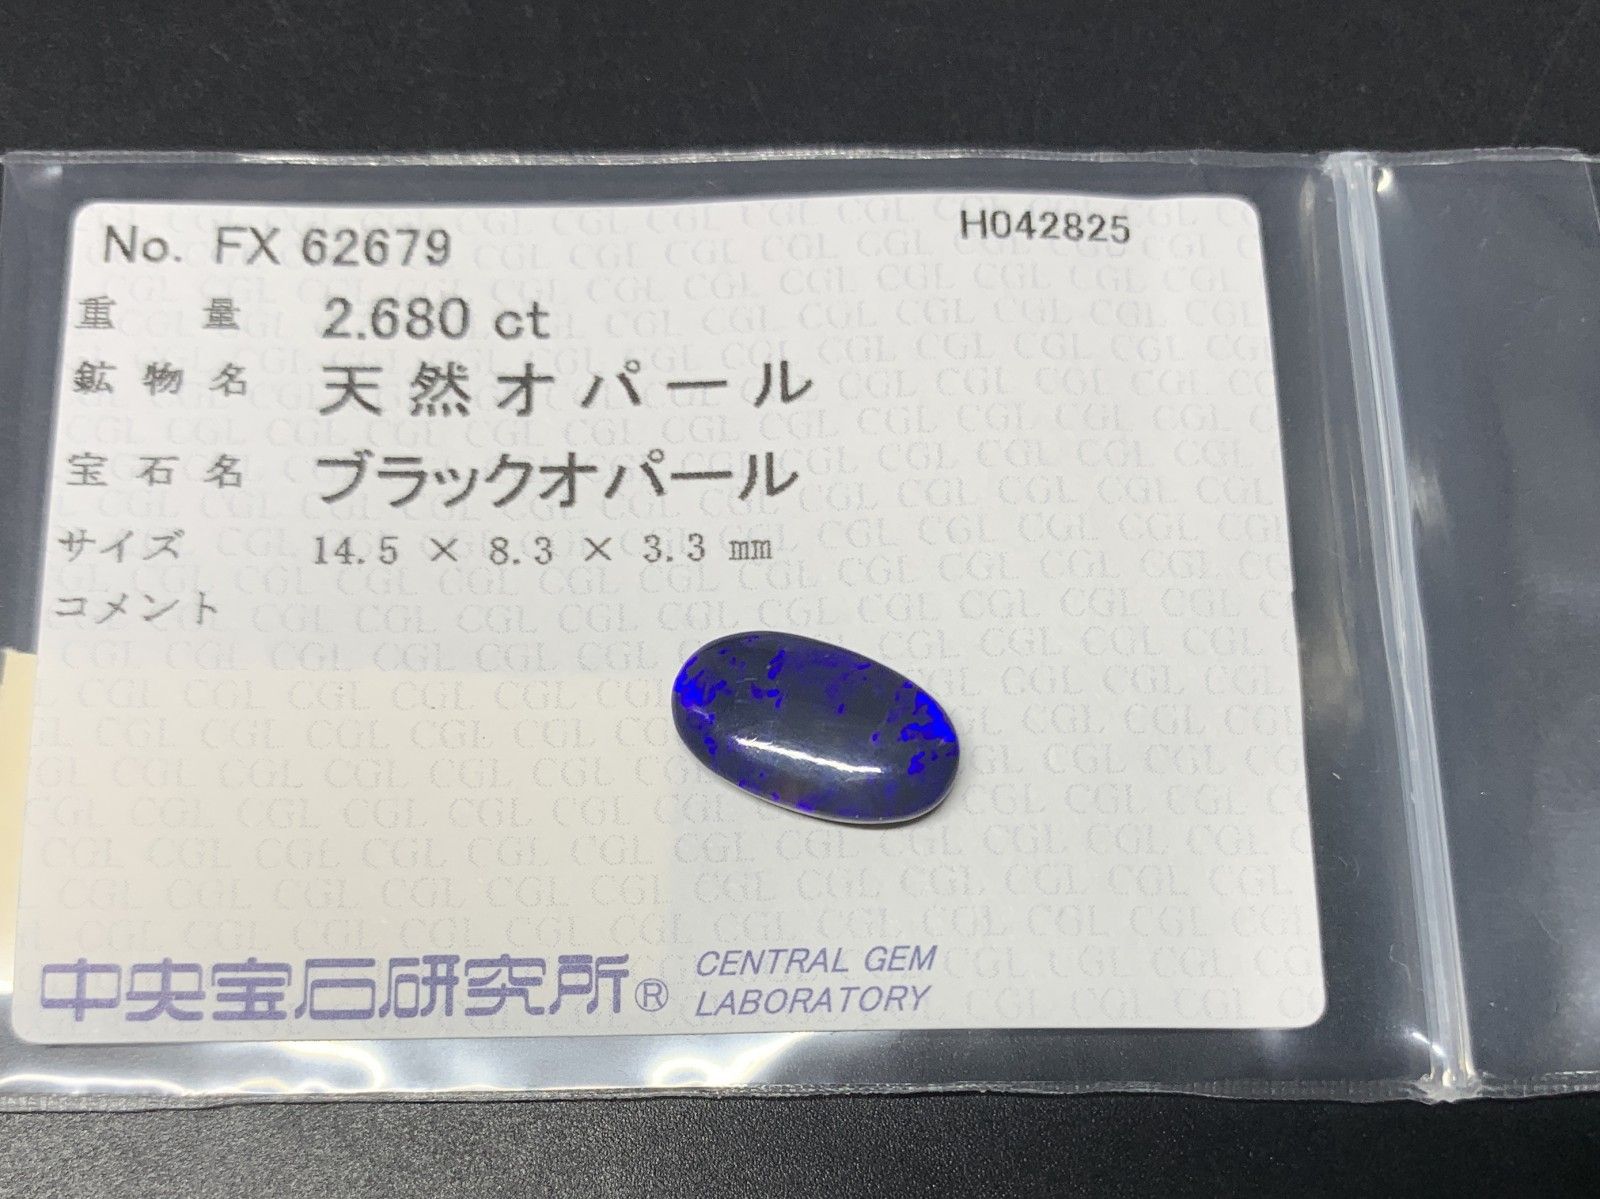 No. FX 62679 H042825
重量 2.680 ct
鉱物名 天然オパール
宝石名 ブラックオパール
サイズ 14.5 × 8.3 × 3.3 mm
コメント
中央宝石研究所® CENTRAL GEM
LABORATORY